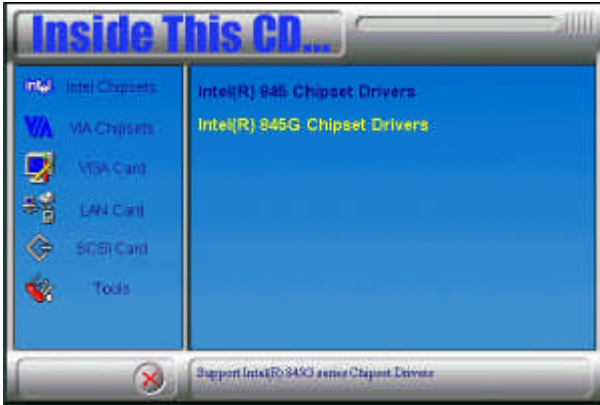 Inside This CD...
intel Intel Chipsets
VIA VIA Chipsets
VGA Card
LAN Card
SCSI Card
Tools
Intel(R) 845 Chipset Drivers
Intel(R) 845G Chipset Drivers
Support Intel(R) 845G series Chipset Drivers